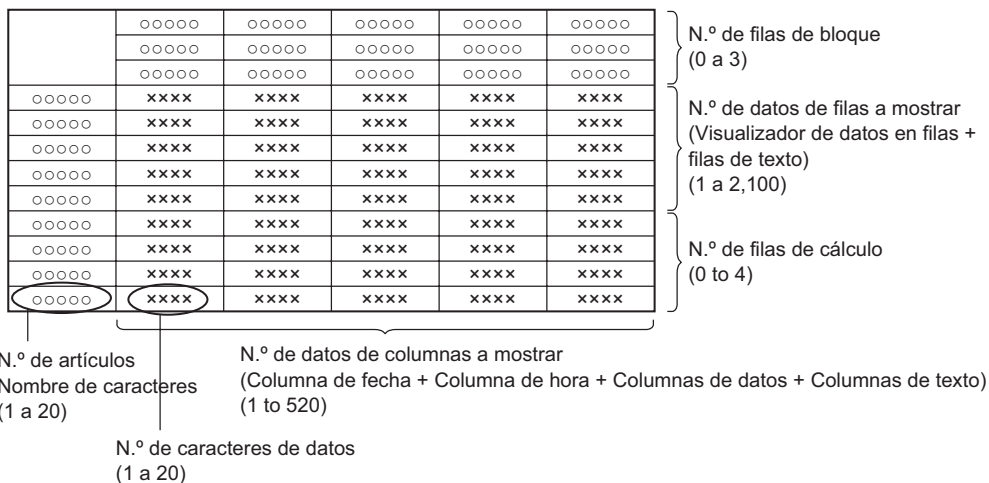 ○○○○○ ○○○○○ ○○○○○ ○○○○○ ○○○○○
○○○○○ ○○○○○ ○○○○○ ○○○○○ ○○○○○
○○○○○ ○○○○○ ○○○○○ ○○○○○ ○○○○○
○○○○○ ×××× ×××× ×××× ×××× ××××
○○○○○ ×××× ×××× ×××× ×××× ××××
○○○○○ ×××× ×××× ×××× ×××× ××××
○○○○○ ×××× ×××× ×××× ×××× ××××
○○○○○ ×××× ×××× ×××× ×××× ××××
○○○○○ ×××× ×××× ×××× ×××× ××××
○○○○○ ×××× ×××× ×××× ×××× ××××
○○○○○ ×××× ×××× ×××× ×××× ××××
○○○○○ ×××× ×××× ×××× ×××× ××××
N.º de filas de bloque
(0 a 3)
N.º de datos de filas a mostrar
(Visualizador de datos en filas +
filas de texto)
(1 a 2,100)
N.º de filas de cálculo
(0 to 4)
N.º de artículos
Nombre de caracteres
(1 a 20)
N.º de datos de columnas a mostrar
(Columna de fecha + Columna de hora + Columnas de datos + Columnas de texto)
(1 to 520)
N.º de caracteres de datos
(1 a 20)